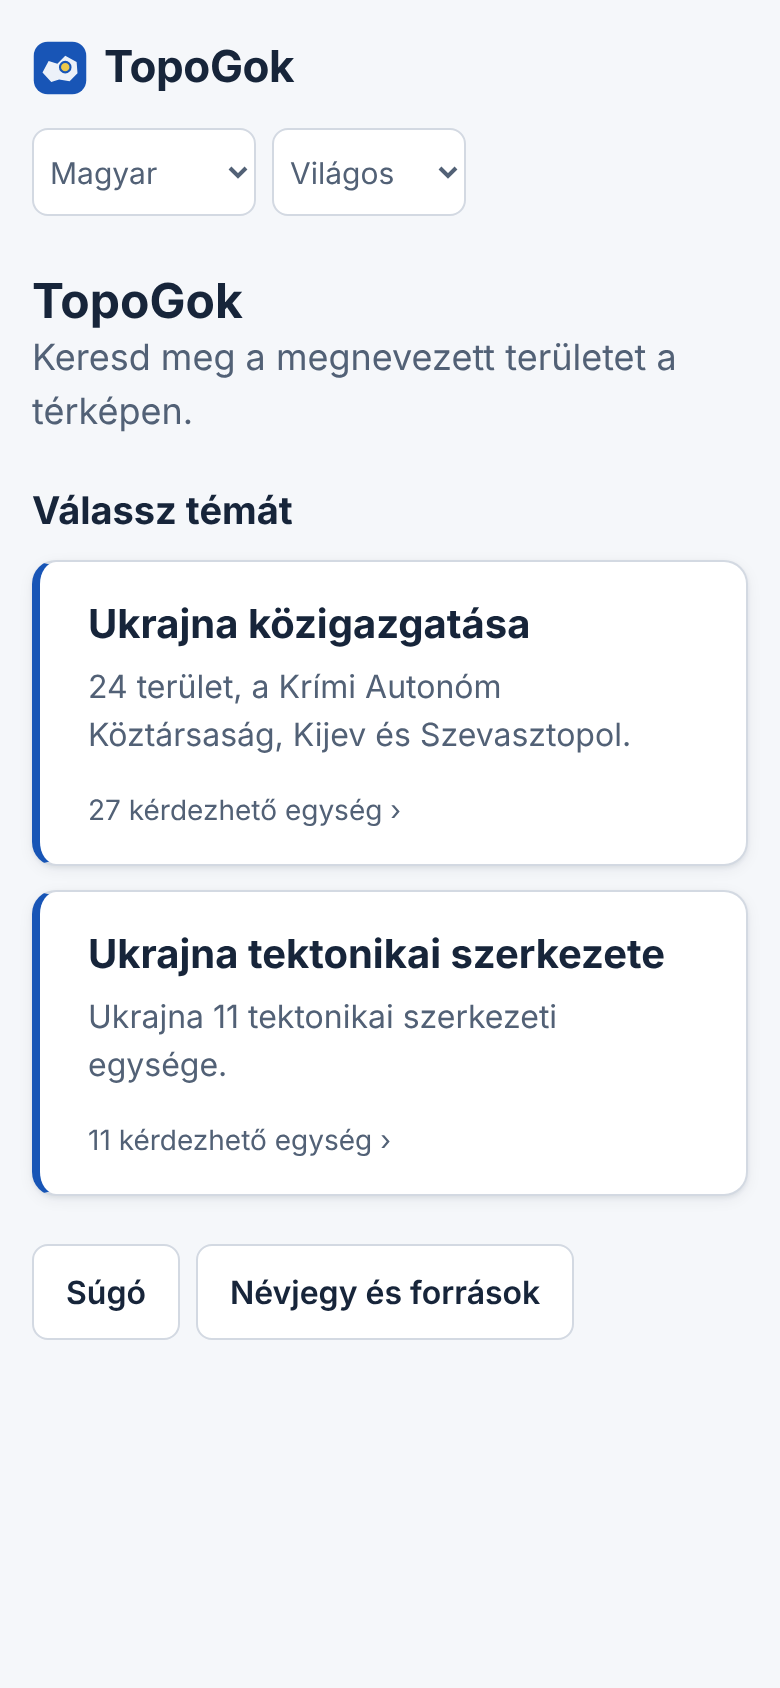 TopoGok
Magyar
Világos
TopoGok
Keresd meg a megnevezett területet a
térképen.
Válassz témát
Ukrajna közigazgatása
24 terület, a Krími Autonóm
Köztársaság, Kijev és Szevasztopol.
27 kérdezhető egység ›
Ukrajna tektonikai szerkezete
Ukrajna 11 tektonikai szerkezeti
egysége.
11 kérdezhető egység ›
Súgó
Névjegy és források